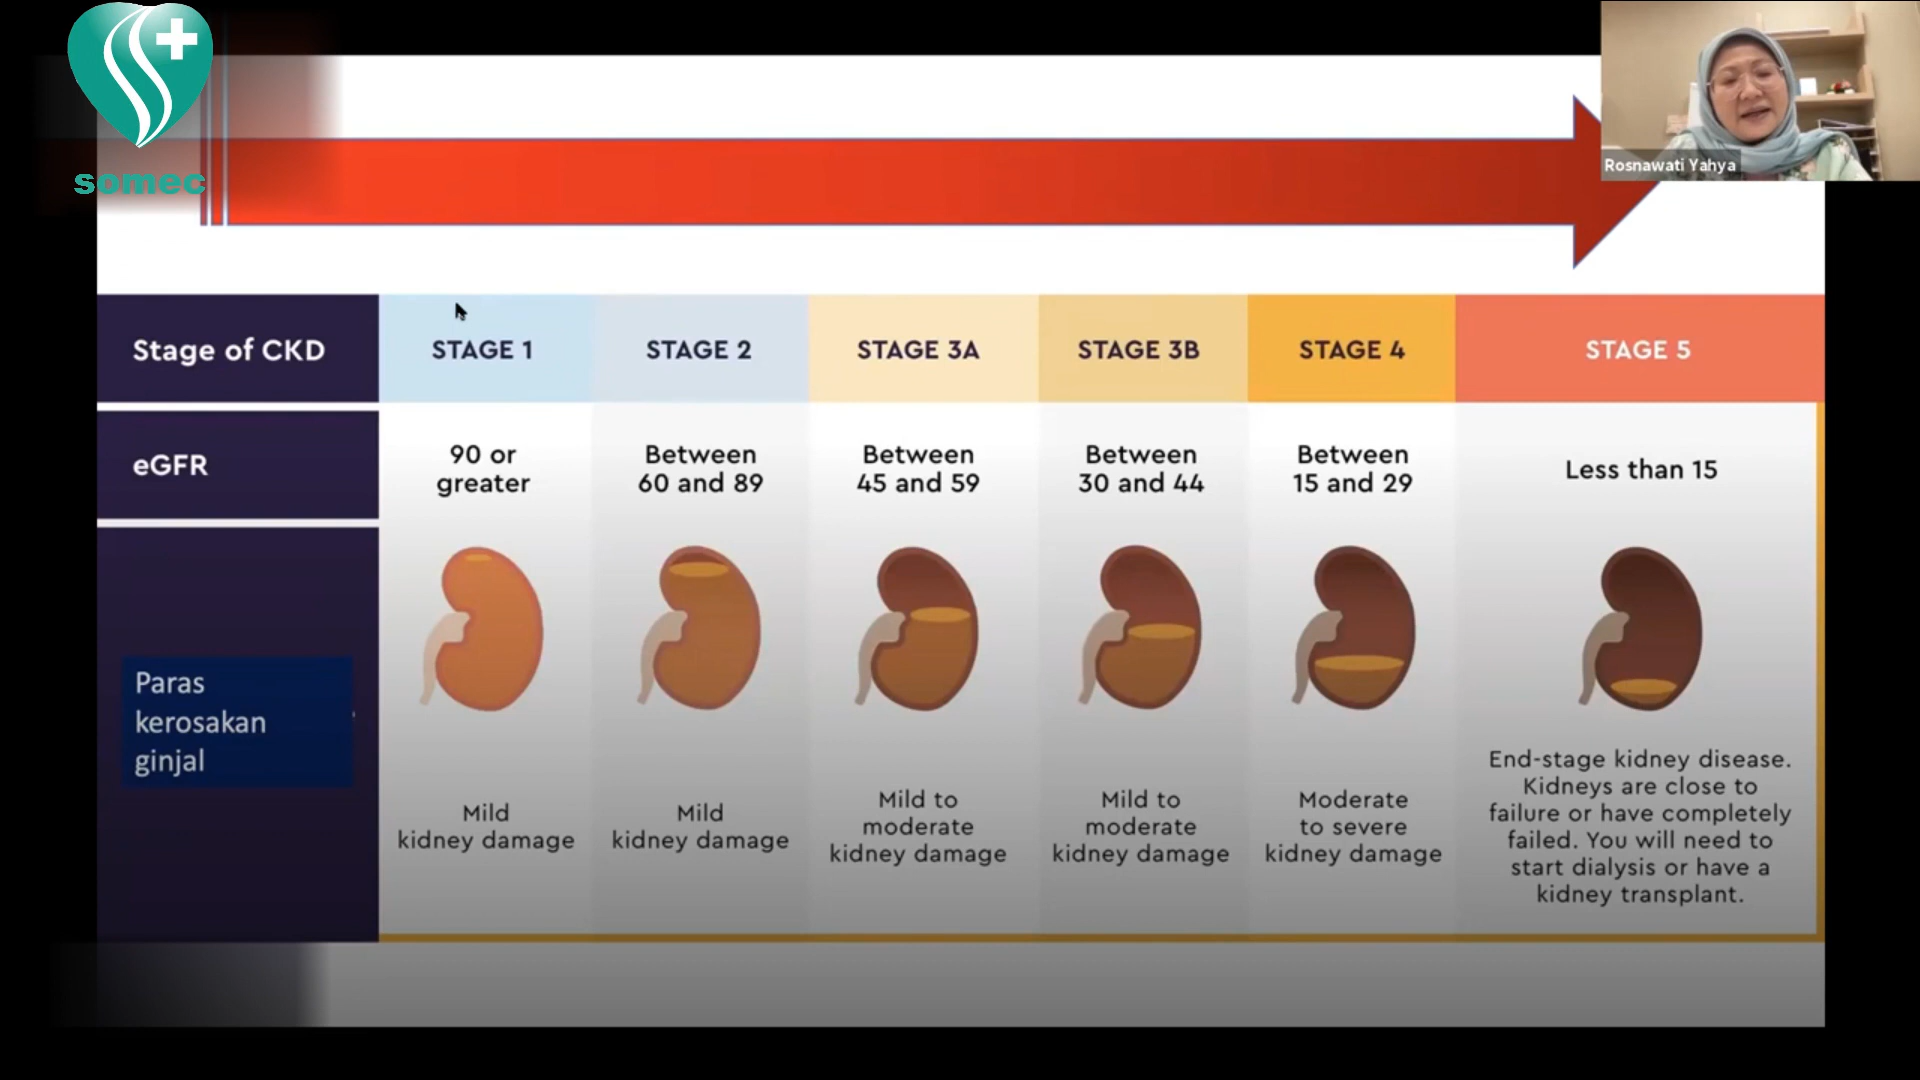 somec
Rosnawati Yahya
Stage of CKD
STAGE 1
STAGE 2
STAGE 3A
STAGE 3B
STAGE 4
STAGE 5
eGFR
90 or
greater
Between
60 and 89
Between
45 and 59
Between
30 and 44
Between
15 and 29
Less than 15
Paras
kerosakan
ginjal
Mild
kidney damage
Mild
kidney damage
Mild to
moderate
kidney damage
Mild to
moderate
kidney damage
Moderate
to severe
kidney damage
End-stage kidney disease.
Kidneys are close to
failure or have completely
failed. You will need to
start dialysis or have a
kidney transplant.